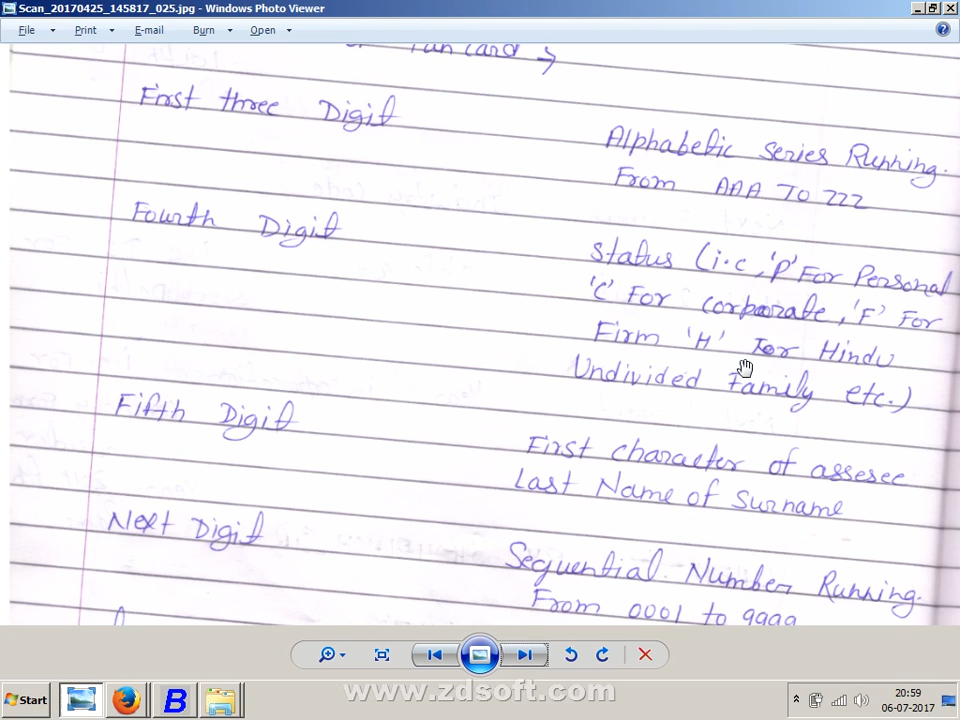 Scan_20170425_145817_025.jpg - Windows Photo Viewer
File Print E-mail Burn Open
Pan Card →
First three Digit
Alphabetic Series Running.
From AAA TO ZZZ
Fourth Digit
Status (i.c, 'P' For Personal
'C' For corporate, 'F' For
Firm 'H' For Hindu
Undivided Family etc.)
Fifth Digit
First character of assesee
Last Name of Surname
Next Digit
Sequential Number Running.
From 0001 to 9999
www.zdsoft.com
Start
B
20:59
06-07-2017